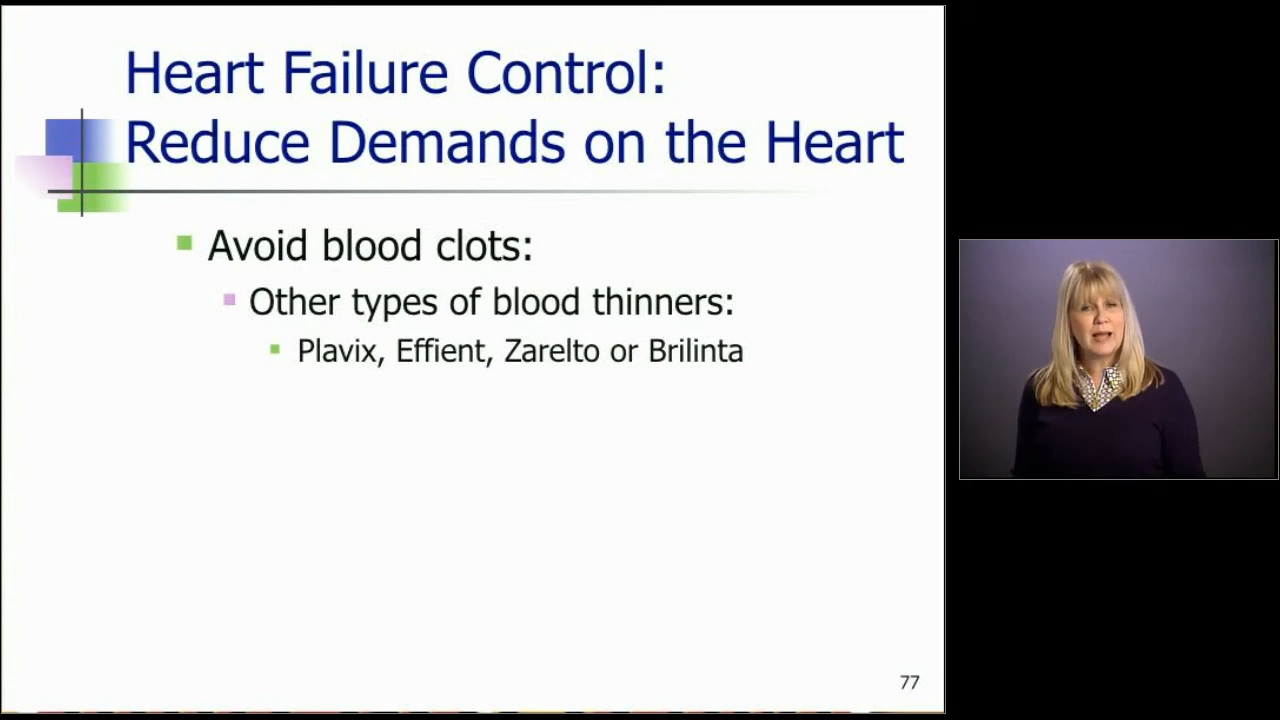 Heart Failure Control:
Reduce Demands on the Heart
Avoid blood clots:
Other types of blood thinners:
Plavix, Effient, Zarelto or Brilinta
77